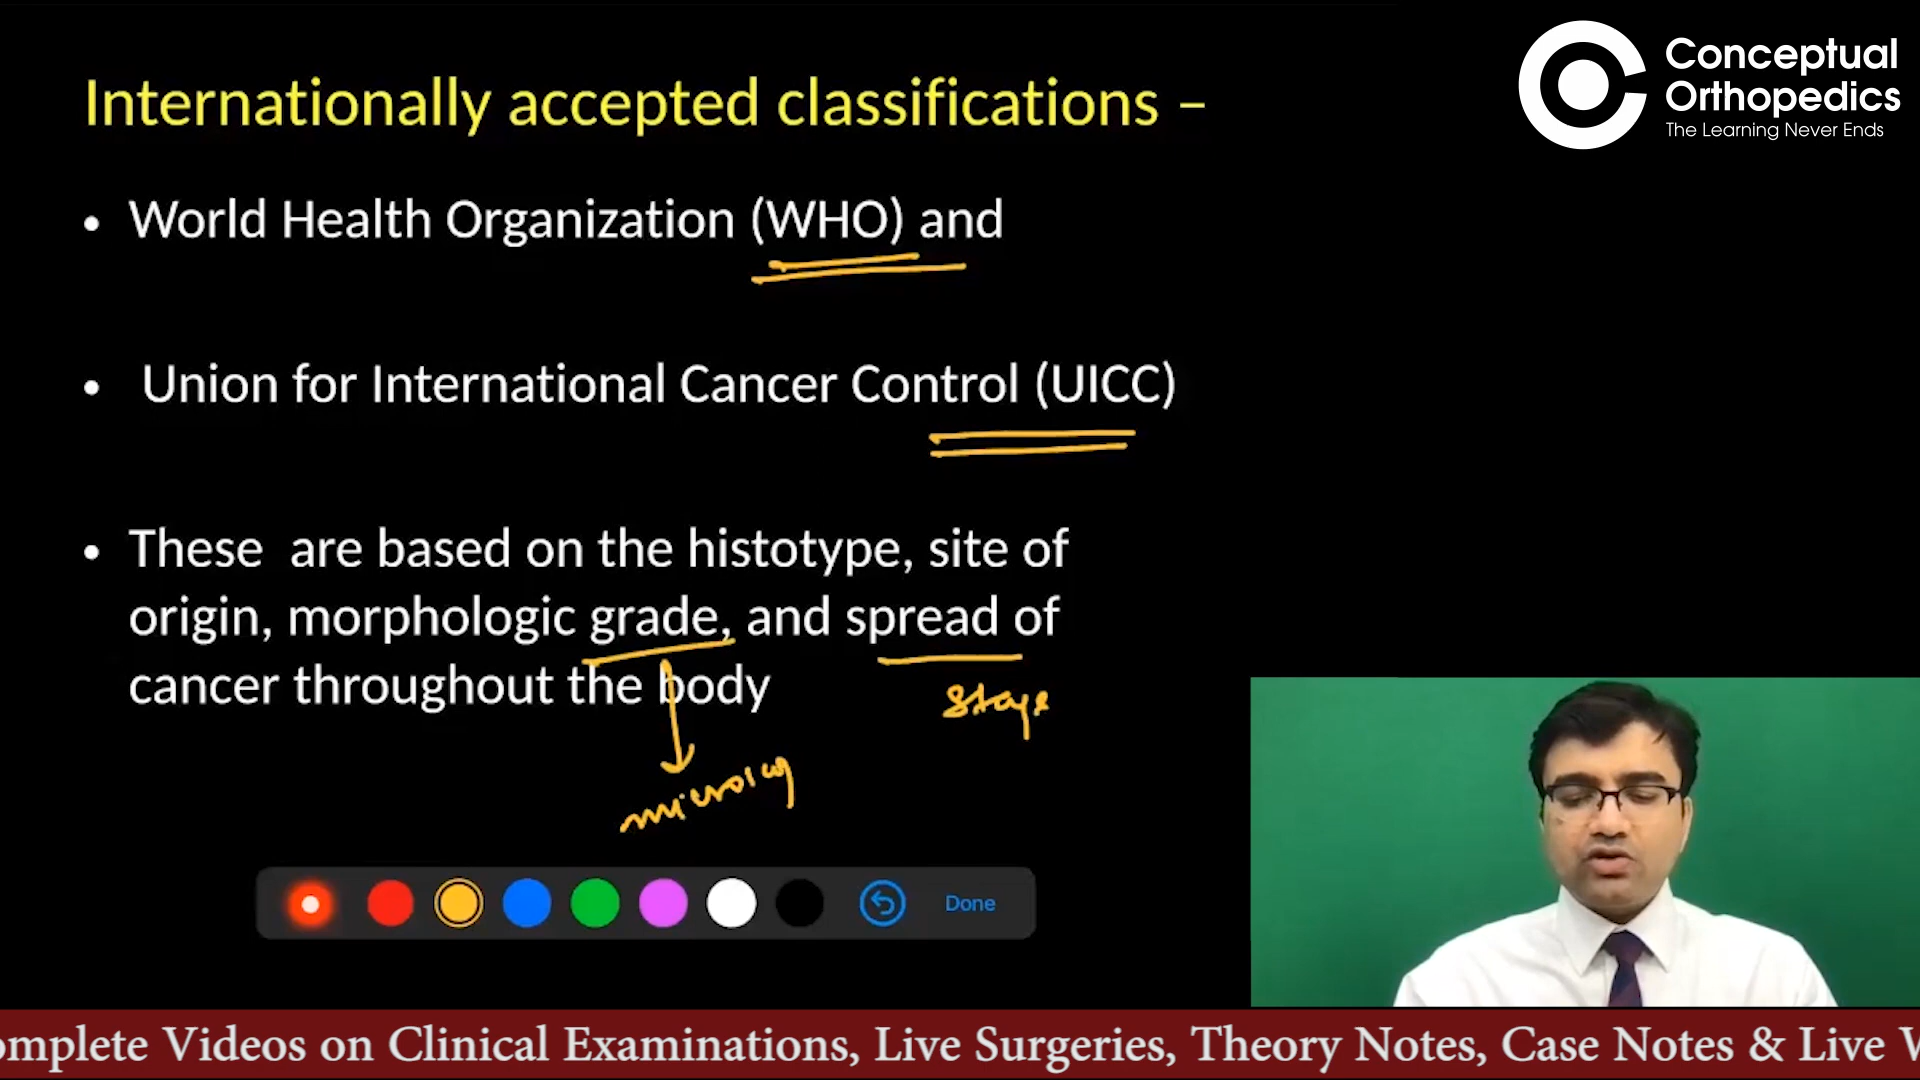 Conceptual
Orthopedics
The Learning Never Ends
Internationally accepted classifications –
• World Health Organization (WHO) and
• Union for International Cancer Control (UICC)
• These are based on the histotype, site of
origin, morphologic grade, and spread of
cancer throughout the body
stage
Done
omplete Videos on Clinical Examinations, Live Surgeries, Theory Notes, Case Notes & Live